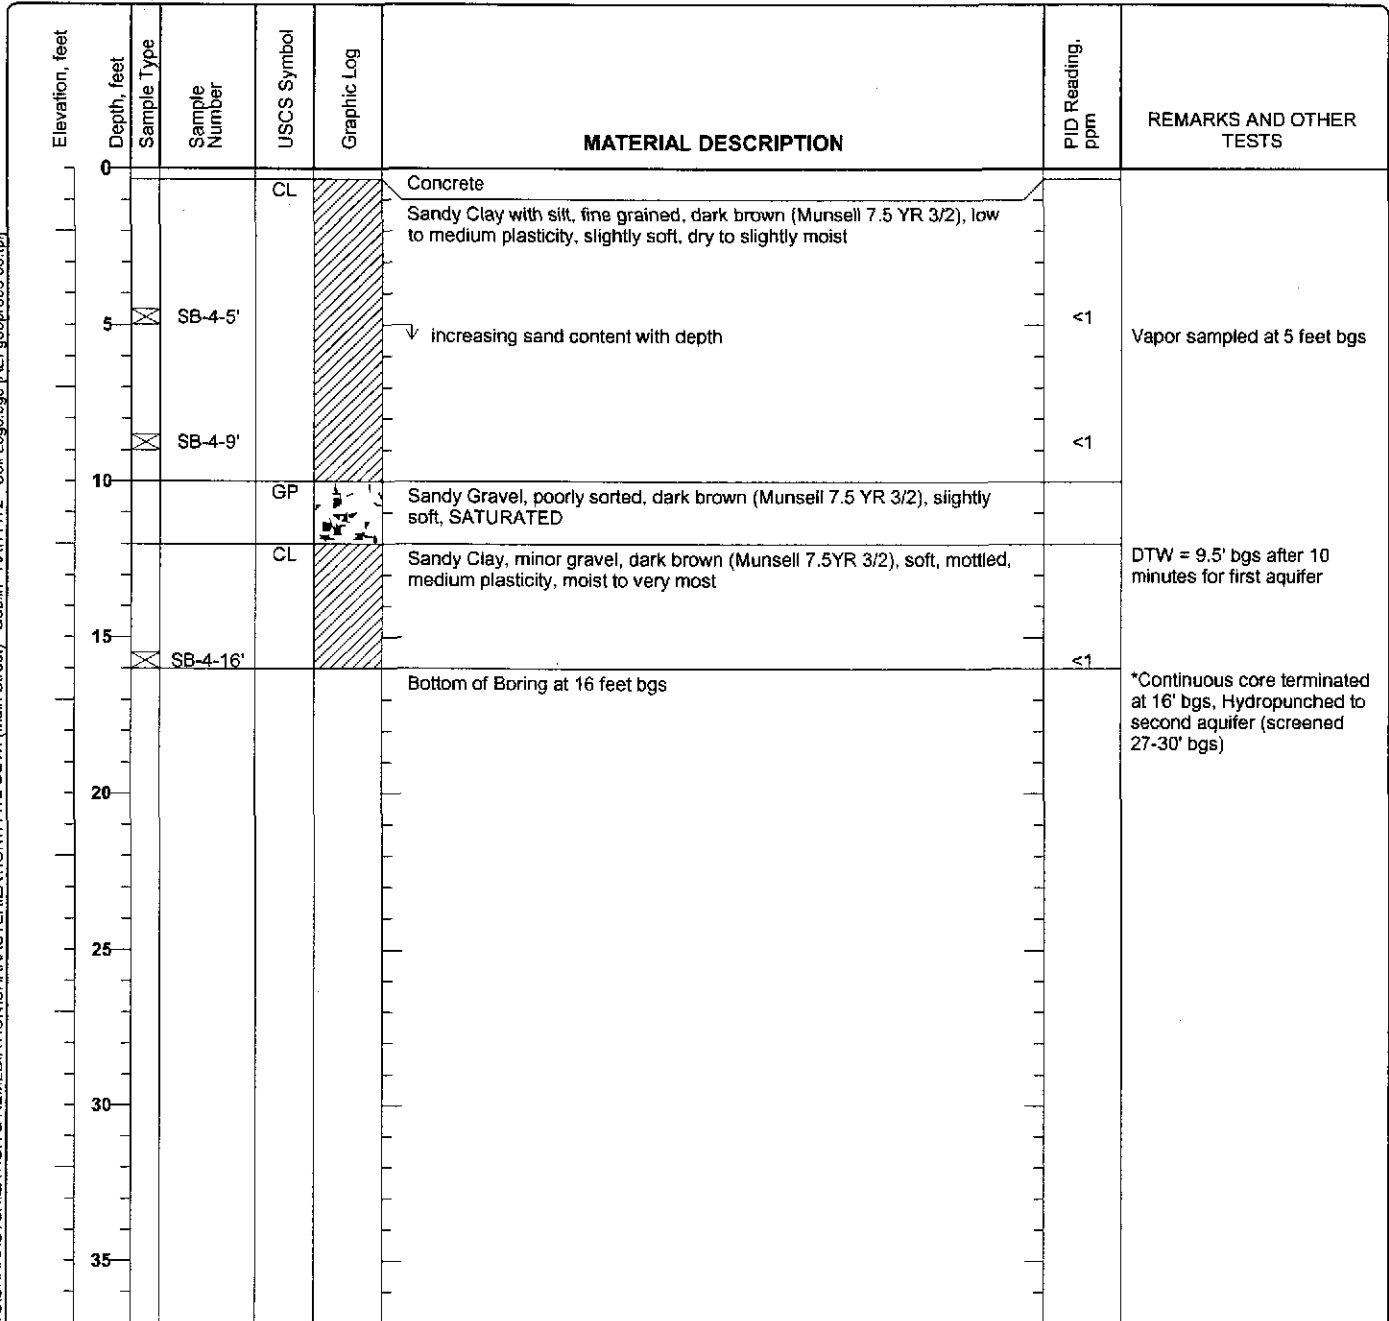 Elevation, feet
Depth, feet
Sample Type
Sample Number
USCS Symbol
Graphic Log
MATERIAL DESCRIPTION
PID Reading, ppm
REMARKS AND OTHER
TESTS
0
CL
Concrete
Sandy Clay with silt, fine grained, dark brown (Munsell 7.5 YR 3/2), low
to medium plasticity, slightly soft, dry to slightly moist
SB-4-5'
<1
5
increasing sand content with depth
Vapor sampled at 5 feet bgs
SB-4-9'
<1
10
GP
Sandy Gravel, poorly sorted, dark brown (Munsell 7.5 YR 3/2), slightly
soft, SATURATED
CL
Sandy Clay, minor gravel, dark brown (Munsell 7.5YR 3/2), soft, mottled,
medium plasticity, moist to very most
DTW = 9.5' bgs after 10
minutes for first aquifer
15
SB-4-16'
<1
Bottom of Boring at 16 feet bgs
*Continuous core terminated
at 16' bgs, Hydropunched to
second aquifer (screened
27-30' bgs)
20
25
30
35